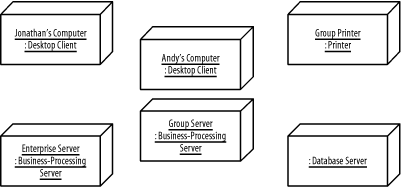 Jonathan's Computer
: Desktop Client
Andy's Computer
: Desktop Client
Group Printer
: Printer
Enterprise Server
: Business-Processing
Server
Group Server
: Business-Processing
Server
: Database Server